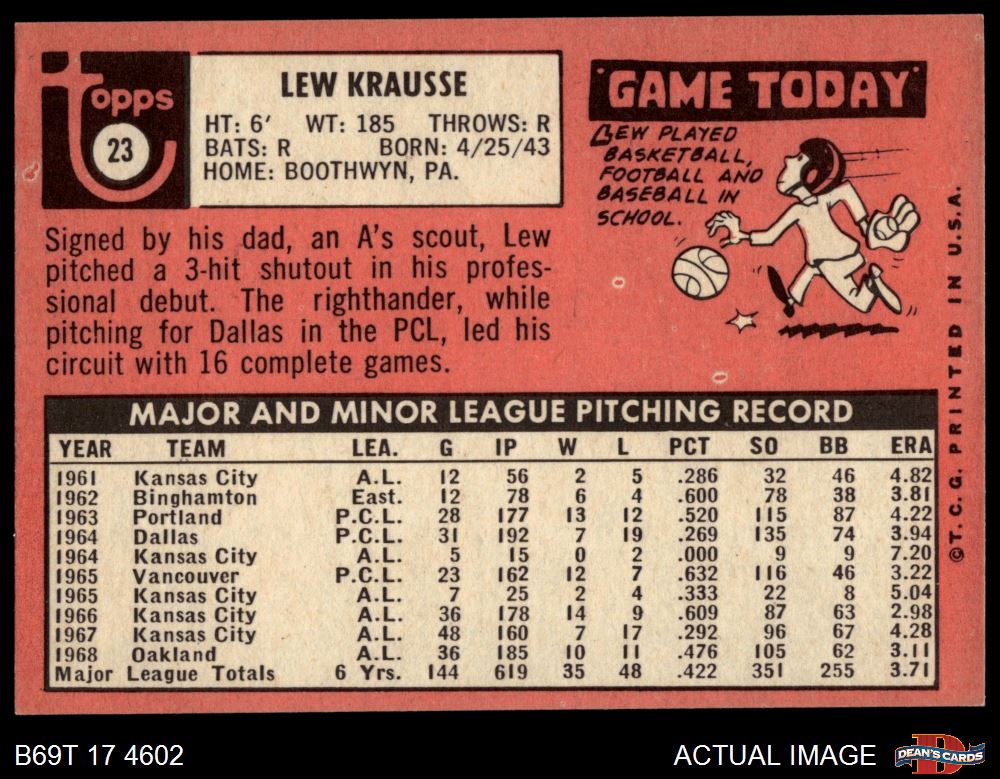 Topps
23
LEW KRAUSSE
HT: 6' WT: 185 THROWS: R
BATS: R BORN: 4/25/43
HOME: BOOTHWYN, PA.
Signed by his dad, an A's scout, Lew
pitched a 3-hit shutout in his profes-
sional debut. The righthander, while
pitching for Dallas in the PCL, led his
circuit with 16 complete games.
"GAME TODAY"
LEW PLAYED
BASKETBALL,
FOOTBALL AND
BASEBALL IN
SCHOOL.
MAJOR AND MINOR LEAGUE PITCHING RECORD
YEAR TEAM LEA. G IP W L PCT SO BB ERA
1961 Kansas City A.L. 12 56 2 5 .286 32 46 4.82
1962 Binghamton East. 12 78 6 4 .600 78 38 3.81
1963 Portland P.C.L. 28 177 13 12 .520 115 87 4.22
1964 Dallas P.C.L. 31 192 7 19 .269 135 74 3.94
1964 Kansas City A.L. 5 15 0 2 .000 9 9 7.20
1965 Vancouver P.C.L. 23 162 12 7 .632 116 46 3.22
1965 Kansas City A.L. 7 25 2 4 .333 22 8 5.04
1966 Kansas City A.L. 36 178 14 9 .609 87 63 2.98
1967 Kansas City A.L. 48 160 7 17 .292 96 67 4.28
1968 Oakland A.L. 36 185 10 11 .476 105 62 3.11
Major League Totals 6 Yrs. 144 619 35 48 .422 351 255 3.71
©T.C.G. PRINTED IN U.S.A.
B69T 17 4602
ACTUAL IMAGE
DEAN'S CARDS